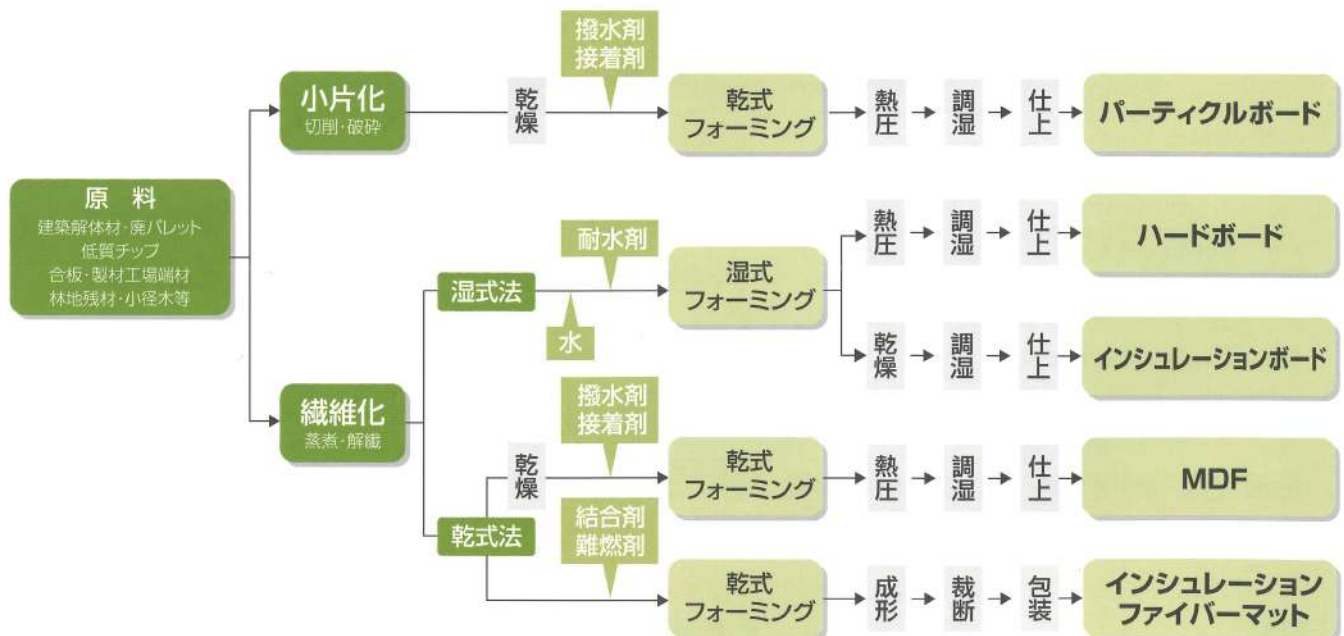 原 料
建築解体材・廃パレット
低質チップ
合板・製材工場端材
林地残材・小径木等
小片化
切削・破砕
乾燥
撥水剤
接着剤
乾式
フォーミング
熱圧
調湿
仕上
パーティクルボード
繊維化
蒸煮・解繊
湿式法
水
耐水剤
湿式
フォーミング
熱圧
調湿
仕上
ハードボード
乾燥
調湿
仕上
インシュレーションボード
乾式法
乾燥
撥水剤
接着剤
乾式
フォーミング
熱圧
調湿
仕上
MDF
結合剤
難燃剤
乾式
フォーミング
成形
裁断
包装
インシュレーション
ファイバーマット